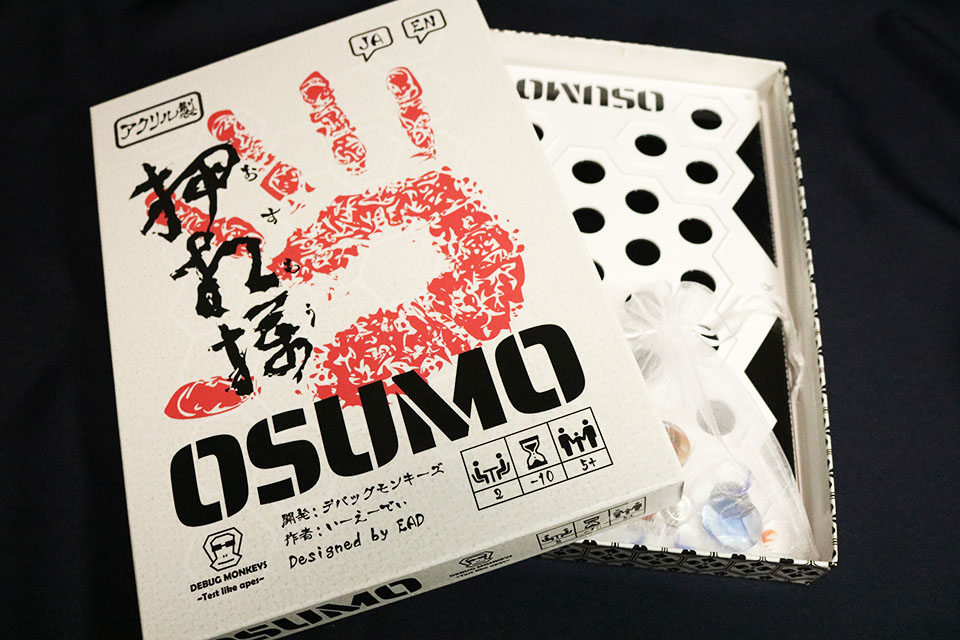 JA
EN
アクリル製
押相撲
おすもう
OSUMO
2
-10
5+
開発：デバッグモンキーズ
作者：いーえーでぃ
Designed by EAD
DEBUG MONKEYS
~Test like apes~
OSUMO
OSUMO
OSUMO